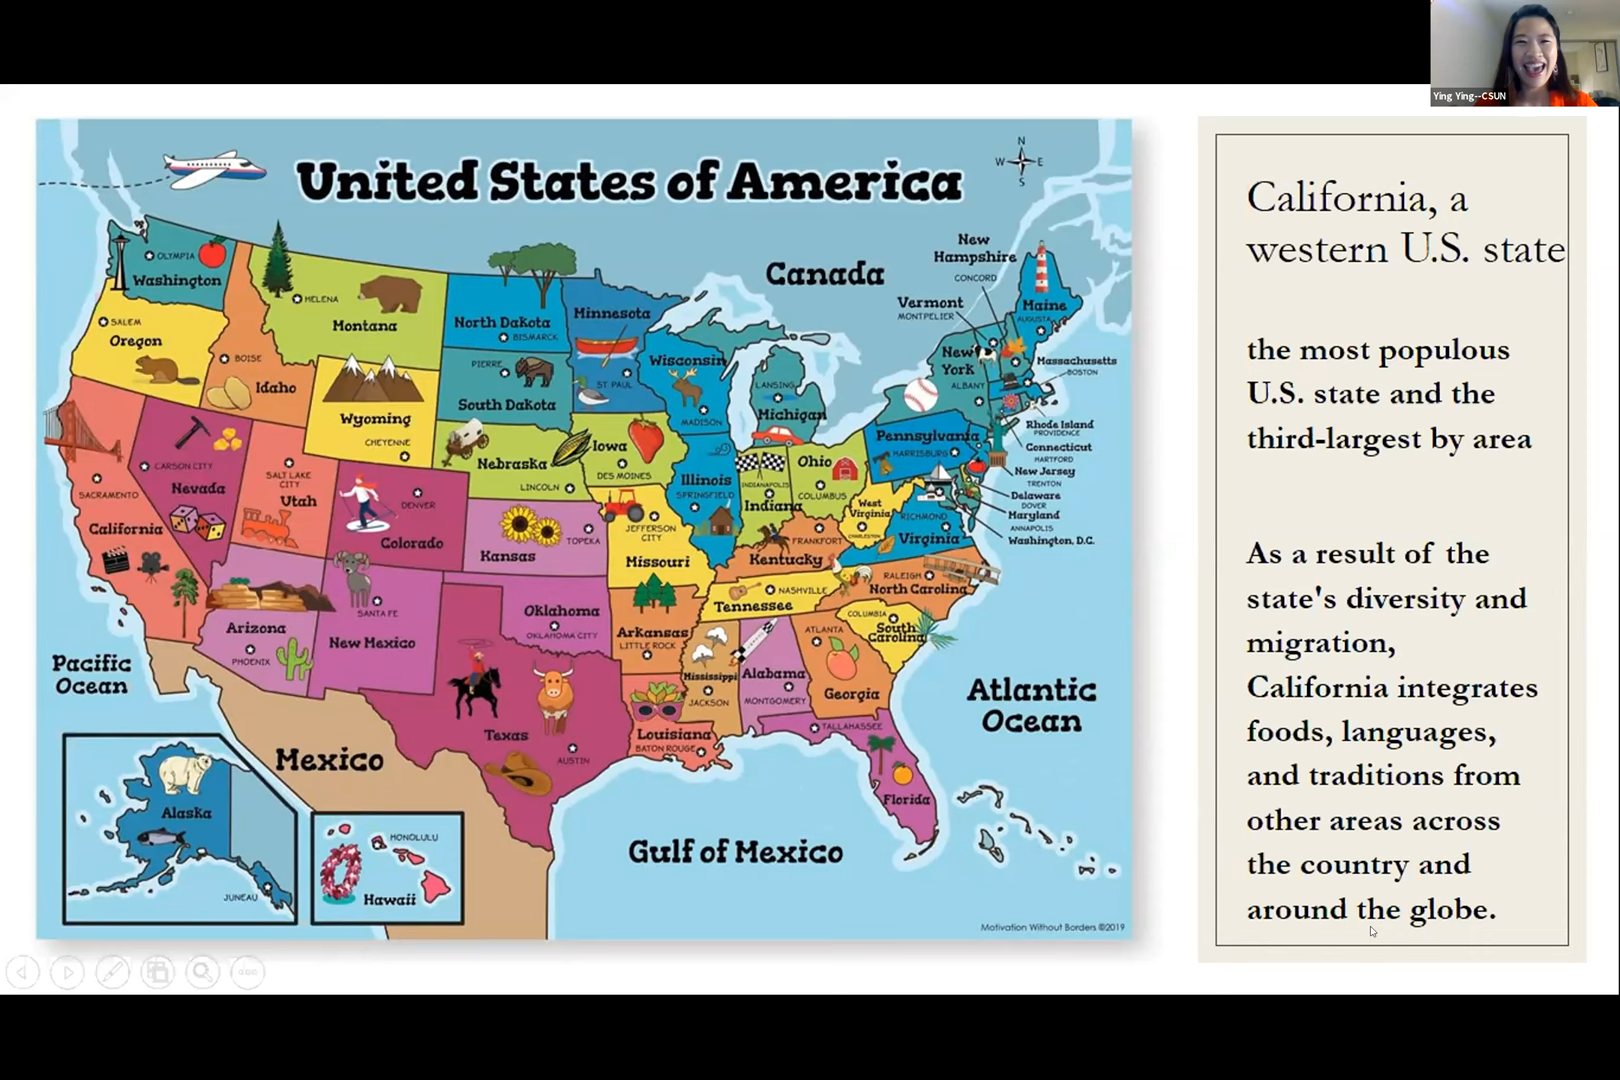 Ying Ying--CSUN
United States of America
N
W E
S
Canada
OLYMPIA
Washington
HELENA
Montana
North Dakota
BISMARCK
Minnesota
ST. PAUL
SALEM
Oregon
BOISE
Idaho
Wyoming
CHEYENNE
PIERRE
South Dakota
Wisconsin
MADISON
LANSING
Michigan
New
Hampshire
CONCORD
Vermont
MONTPELIER
Maine
AUGUSTA
New
York
ALBANY
Massachusetts
BOSTON
Rhode Island
PROVIDENCE
Connecticut
HARTFORD
New Jersey
TRENTON
Delaware
DOVER
Maryland
ANNAPOLIS
Washington, D.C.
Pennsylvania
HARRISBURG
CARSON CITY
Nevada
SALT LAKE
CITY
Utah
SACRAMENTO
California
DENVER
Colorado
Nebraska
LINCOLN
Iowa
DES MOINES
Illinois
SPRINGFIELD
INDIANAPOLIS
Indiana
Ohio
COLUMBUS
West
Virginia
CHARLESTON
RICHMOND
Virginia
Kansas
TOPEKA
JEFFERSON
CITY
Missouri
FRANKFORT
Kentucky
NASHVILLE
Tennessee
RALEIGH
North Carolina
COLUMBIA
South
Carolina
Arizona
PHOENIX
SANTA FE
New Mexico
Oklahoma
OKLAHOMA CITY
Arkansas
LITTLE ROCK
Mississippi
JACKSON
Alabama
MONTGOMERY
ATLANTA
Georgia
Texas
AUSTIN
Louisiana
BATON ROUGE
TALLAHASSEE
Florida
Pacific
Ocean
Atlantic
Ocean
Mexico
Gulf of Mexico
Alaska
JUNEAU
HONOLULU
Hawaii
Motivation Without Borders ©2019
California, a
western U.S. state
the most populous
U.S. state and the
third-largest by area
As a result of the
state's diversity and
migration,
California integrates
foods, languages,
and traditions from
other areas across
the country and
around the globe.